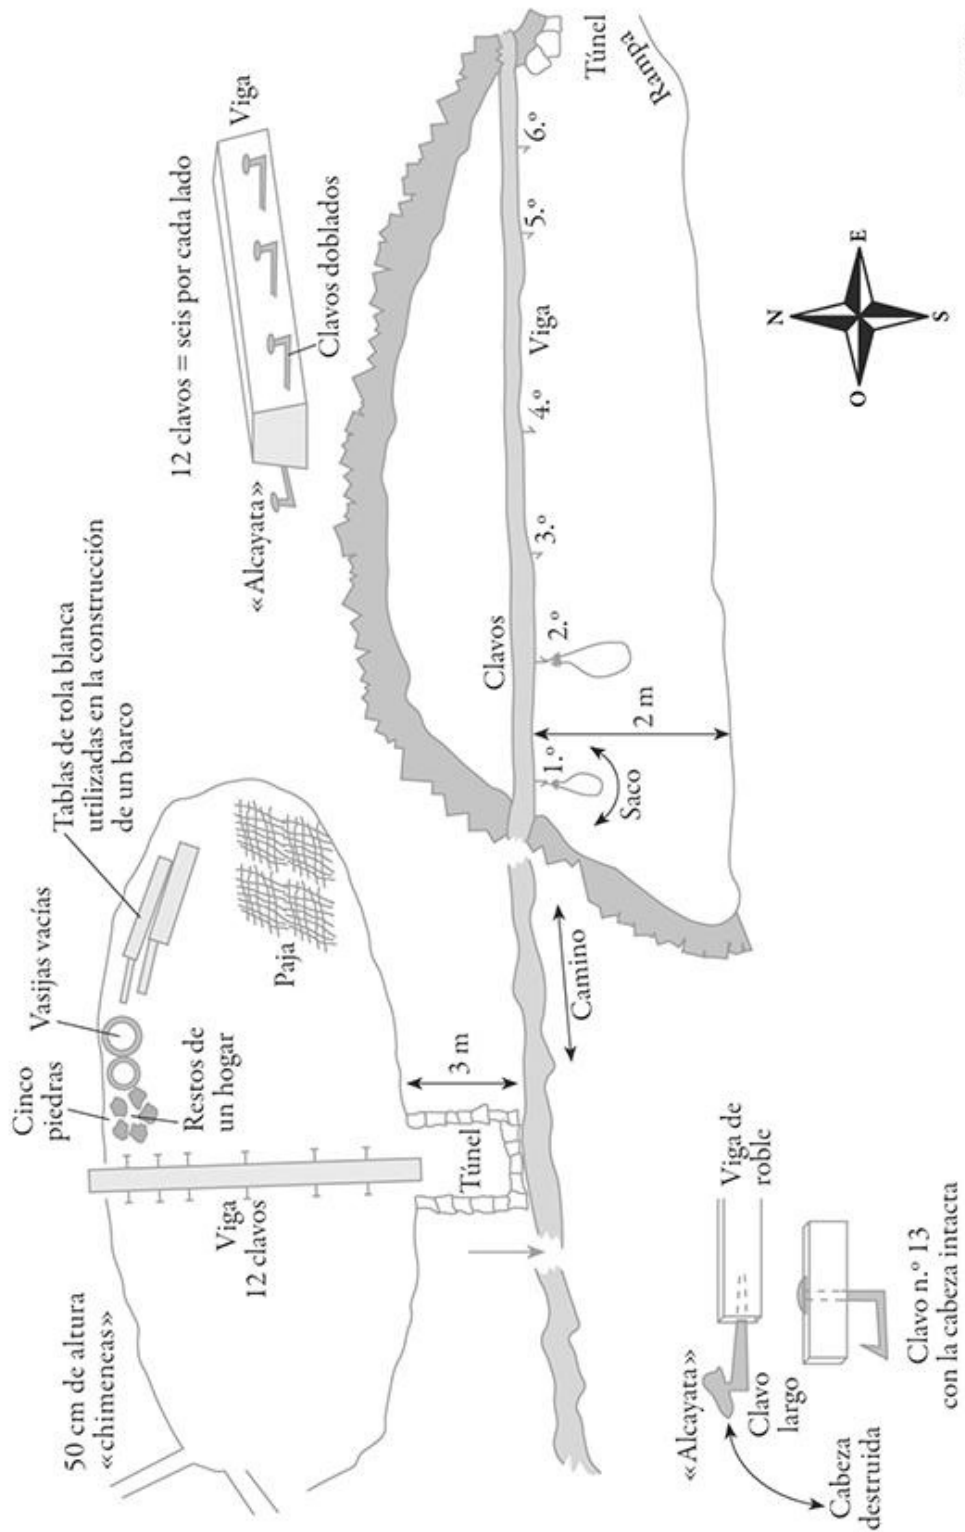 50 cm de altura
«chimeneas»
Cinco
piedras
Vasijas vacías
Tablas de tola blanca
utilizadas en la construcción
de un barco
Restos de
un hogar
Viga
12 clavos
Paja
Túnel
3 m
Camino
12 clavos = seis por cada lado
Viga
«Alcayata»
Clavos doblados
Clavos
Viga
1.º
2.º
3.º
4.º
5.º
6.º
Túnel
Rampa
Saco
2 m
«Alcayata»
Clavo
largo
Cabeza
destruida
Viga de
roble
Clavo n.º 13
con la cabeza intacta
N
E
S
O